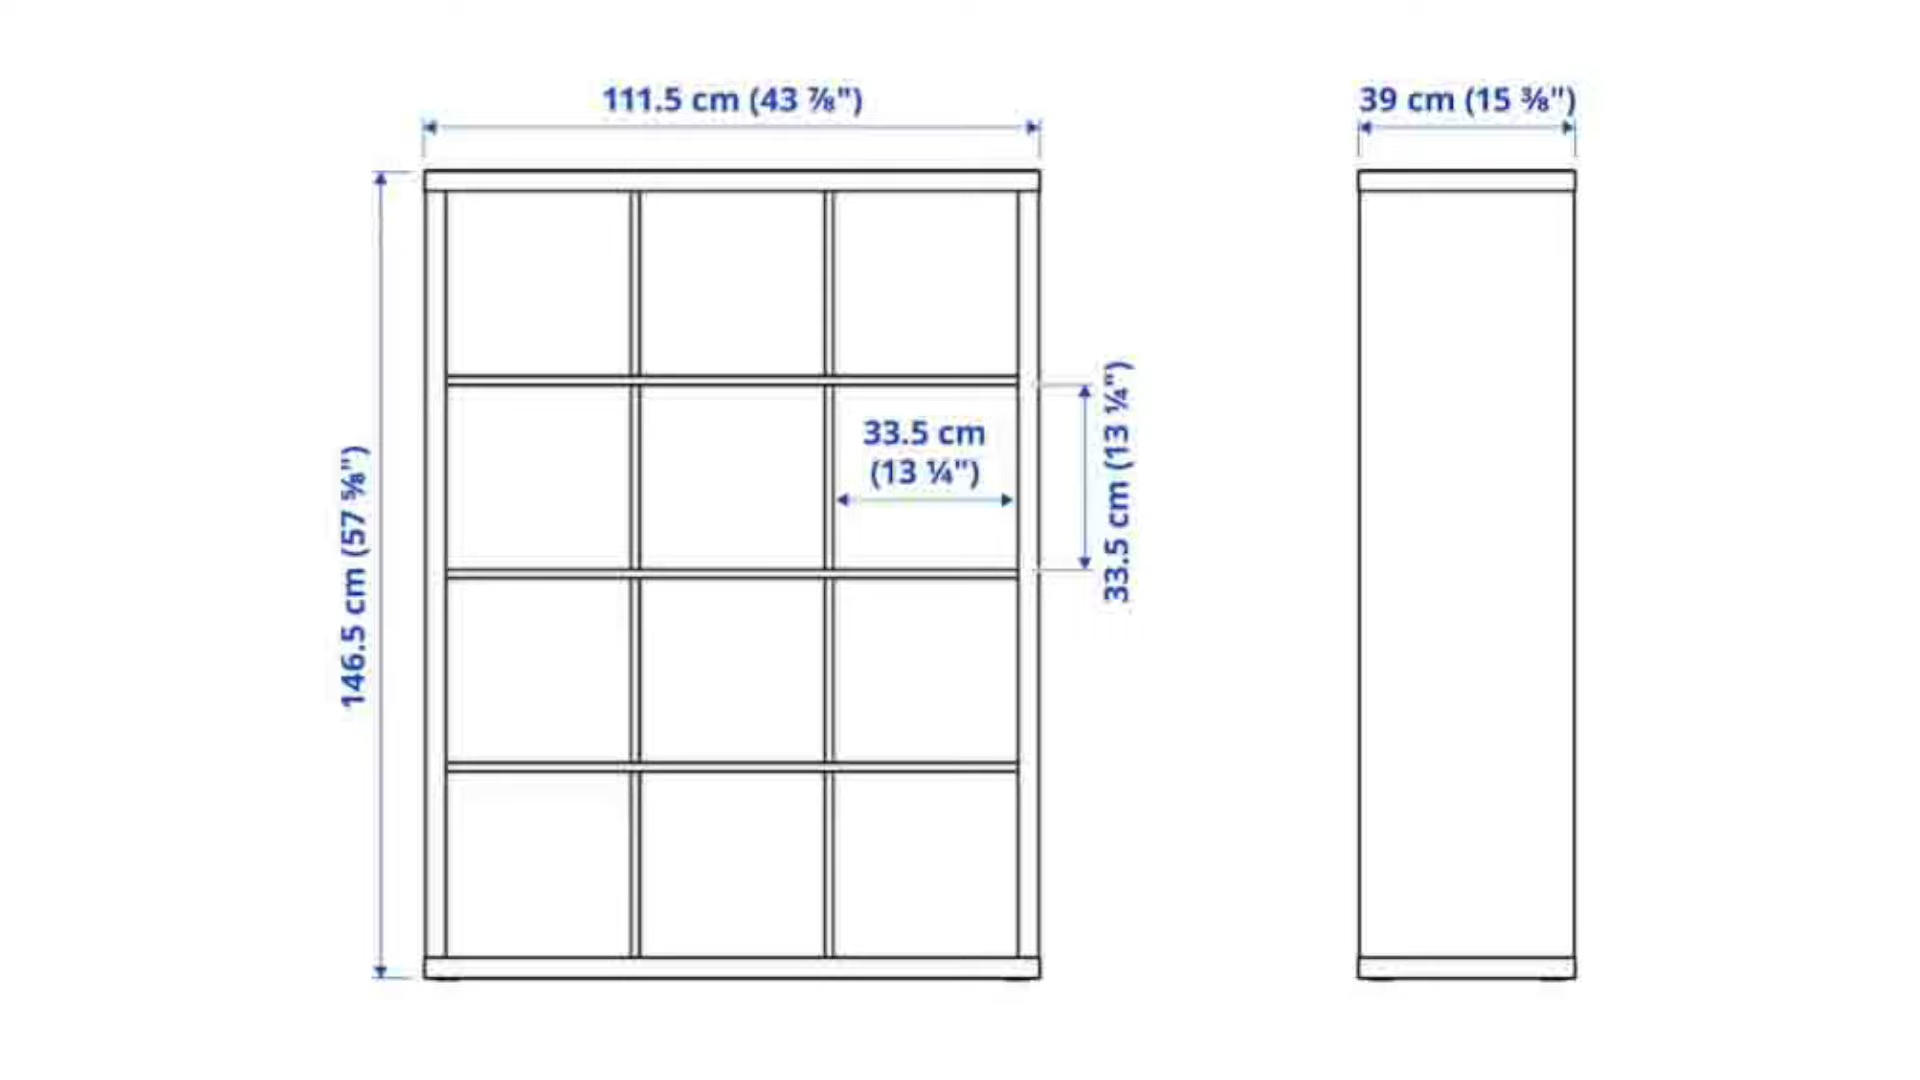 111.5 cm (43 ⅞")
39 cm (15 ⅜")
146.5 cm (57 ⅝")
33.5 cm
(13 ¼")
33.5 cm (13 ¼")